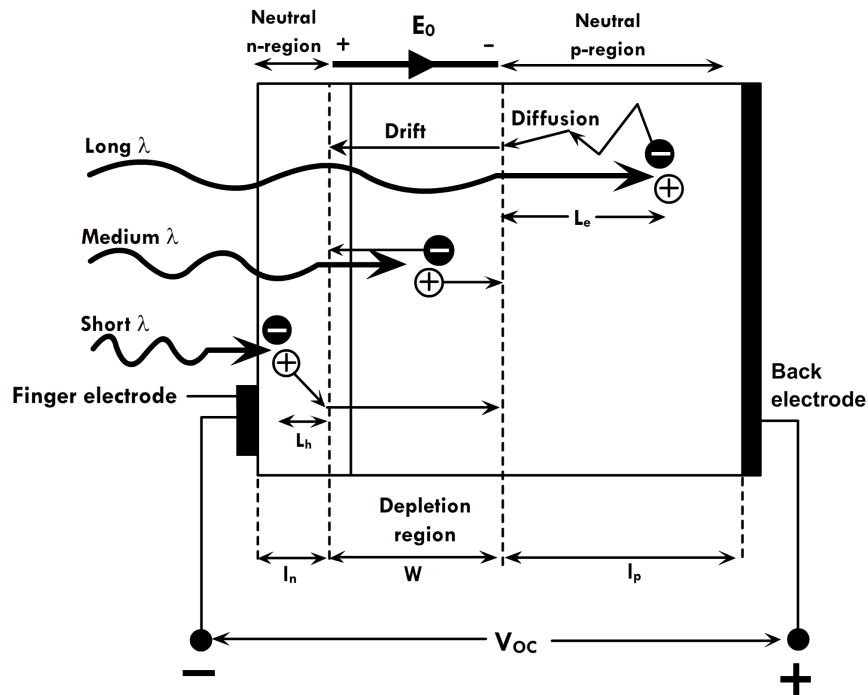 Neutral
n-region
E₀
Neutral
p-region
+
−
Drift
Diffusion
Long λ
−
+
Lₑ
Medium λ
−
+
Short λ
−
+
Finger electrode
Lₕ
Back
electrode
Depletion
region
lₙ
W
lₚ
V_OC
−
+